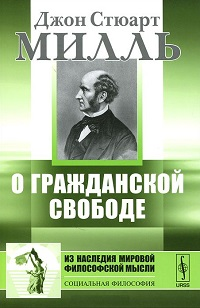 Джон Стюарт
МИЛЛЬ
О ГРАЖДАНСКОЙ
СВОБОДЕ
ИЗ НАСЛЕДИЯ МИРОВОЙ
ФИЛОСОФСКОЙ МЫСЛИ
СОЦИАЛЬНАЯ ФИЛОСОФИЯ
URSS